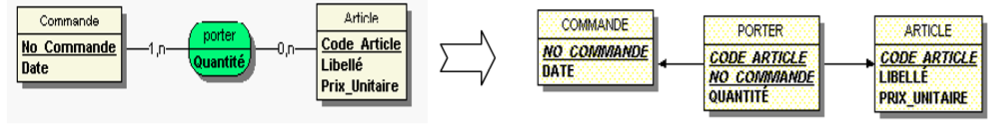 Commande
No_Commande
Date
1,n
porter
Quantité
0,n
Article
Code_Article
Libellé
Prix_Unitaire
COMMANDE
NO_COMMANDE
DATE
PORTER
CODE_ARTICLE
NO_COMMANDE
QUANTITÉ
ARTICLE
CODE_ARTICLE
LIBELLÉ
PRIX_UNITAIRE